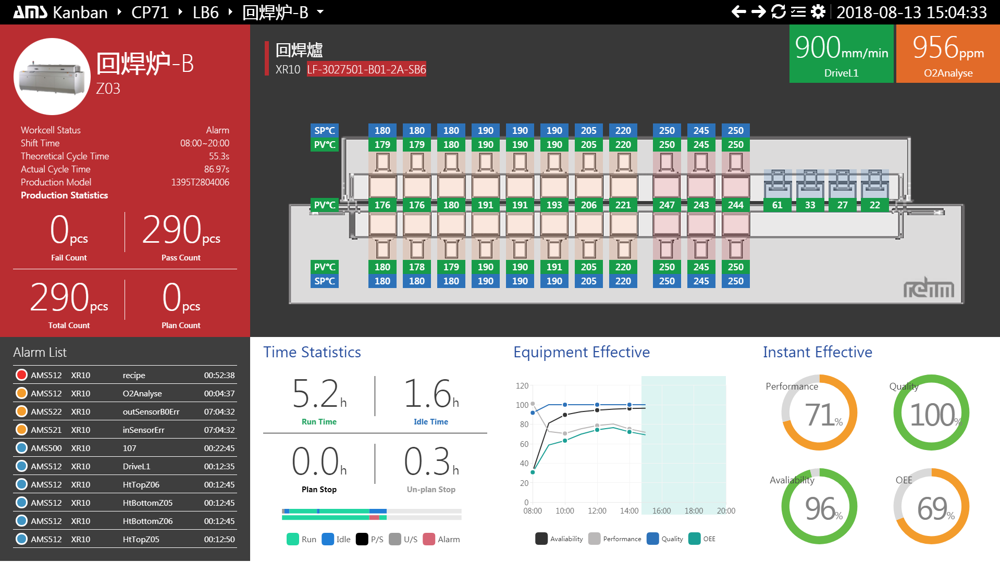 AMS Kanban CP71 LB6 回焊炉-B 2018-08-13 15:04:33
回焊炉-B
Z03
Workcell Status Alarm
Shift Time 08:00~20:00
Theoretical Cycle Time 55.3s
Actual Cycle Time 86.97s
Production Model 1395T2804006
Production Statistics
0pcs 290pcs
Fail Count Pass Count
290pcs 0pcs
Total Count Plan Count
回焊爐
XR10 LF-3027501-B01-2A-SB6
900mm/min 956ppm
DriveL1 O2Analyse
SP℃ 180 180 180 190 190 190 205 220 250 245 250
PV℃ 179 179 180 190 190 190 205 220 250 245 250
PV℃ 176 176 180 191 191 193 206 221 247 243 244 61 33 27 22
PV℃ 180 178 179 190 190 191 205 220 250 245 250
SP℃ 180 180 180 190 190 190 205 220 250 245 250
rehm
Alarm List
AMS512 XR10 recipe 00:52:38
AMS512 XR10 O2Analyse 00:04:37
AMS522 XR10 outSensorB0Err 07:04:32
AMS521 XR10 inSensorErr 07:04:32
AMS500 XR10 107 00:22:45
AMS512 XR10 DriveL1 00:12:35
AMS512 XR10 HtTopZ06 00:12:45
AMS512 XR10 HtBottomZ05 00:12:45
AMS512 XR10 HtBottomZ06 00:12:45
AMS512 XR10 HtTopZ05 00:12:50
Time Statistics
5.2h 1.6h
Run Time Idle Time
0.0h 0.3h
Plan Stop Un-plan Stop
Run Idle P/S U/S Alarm
Equipment Effective
120
100
80
60
40
20
0
08:00 10:00 12:00 14:00 16:00 18:00 20:00
Avaliability Performance Quality OEE
Instant Effective
Performance Quality
71% 100%
Avaliability OEE
96% 69%